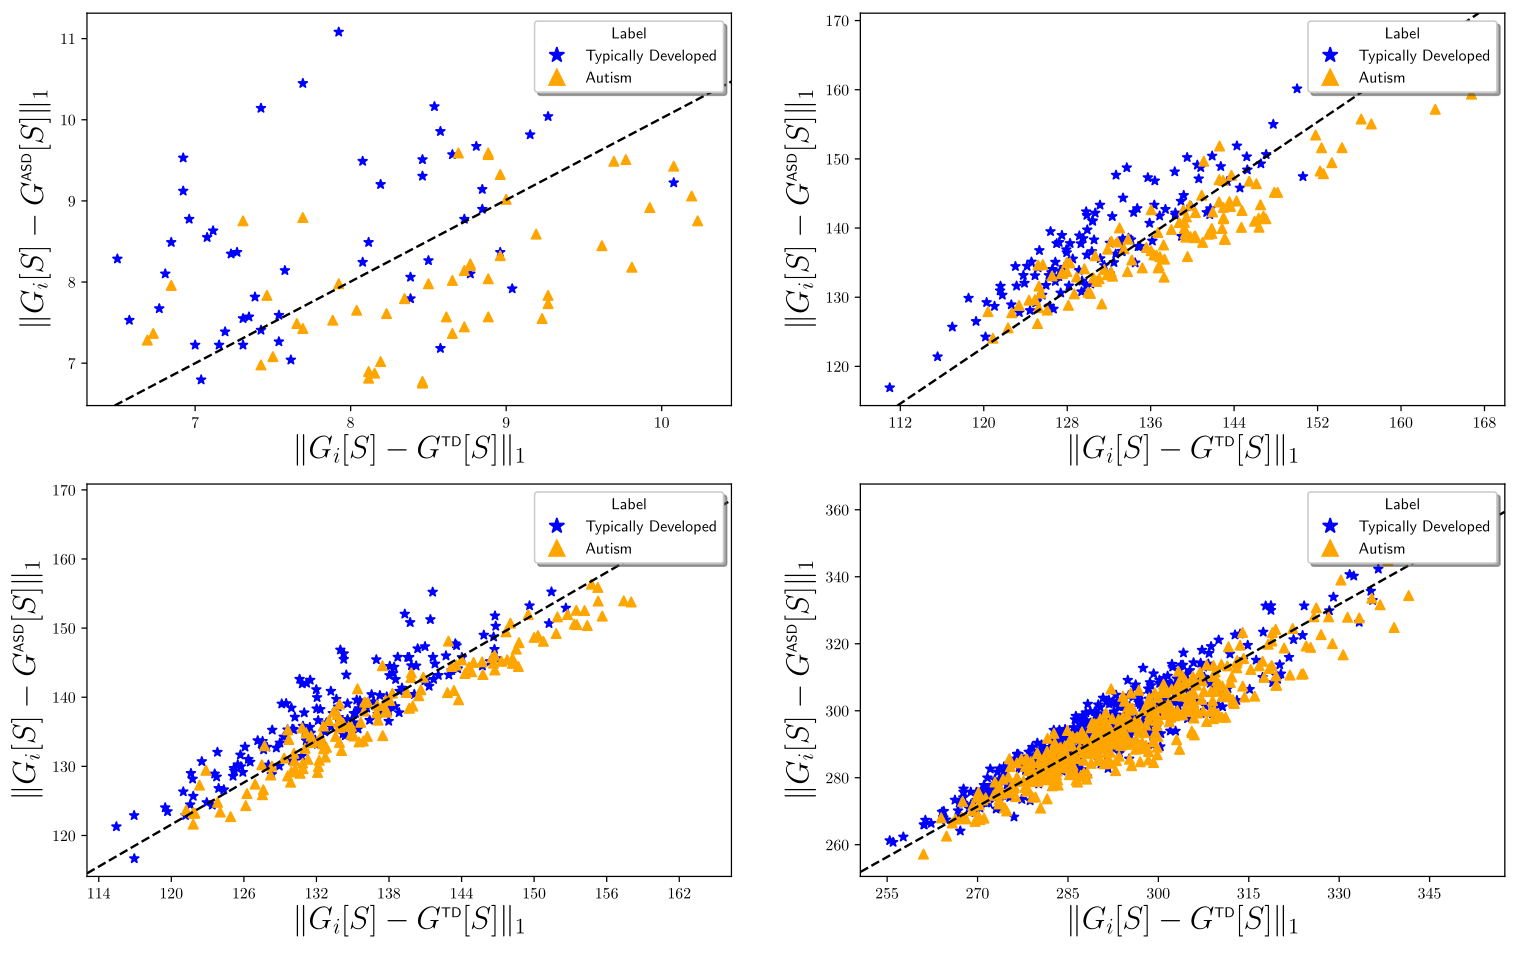 Label
Typically Developed
Autism
11
10
9
8
7
7 8 9 10
‖G_i[S] − G^ASD[S]‖_1
‖G_i[S] − G^TD[S]‖_1
Label
Typically Developed
Autism
170
160
150
140
130
120
112 120 128 136 144 152 160 168
‖G_i[S] − G^ASD[S]‖_1
‖G_i[S] − G^TD[S]‖_1
Label
Typically Developed
Autism
170
160
150
140
130
120
114 120 126 132 138 144 150 156 162
‖G_i[S] − G^ASD[S]‖_1
‖G_i[S] − G^TD[S]‖_1
Label
Typically Developed
Autism
360
340
320
300
280
260
255 270 285 300 315 330 345
‖G_i[S] − G^ASD[S]‖_1
‖G_i[S] − G^TD[S]‖_1